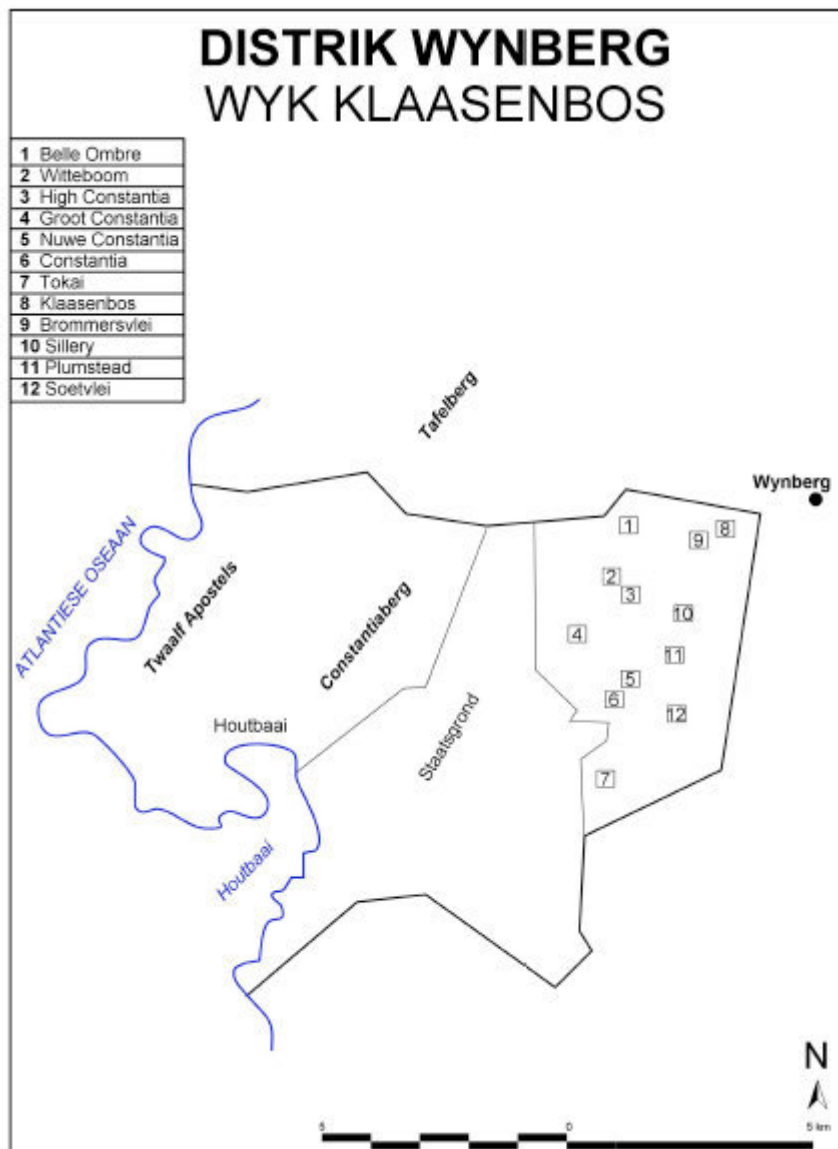 DISTRIK WYNBERG
WYK KLAASENBOS
1 Belle Ombre
2 Witteboom
3 High Constantia
4 Groot Constantia
5 Nuwe Constantia
6 Constantia
7 Tokai
8 Klaasenbos
9 Brommersvlei
10 Sillery
11 Plumstead
12 Soetvlei
Tafelberg
Wynberg
ATLANTIESE OSEAAN
Twaalf Apostels
Constantiaberg
Staatsgrond
Houtbaai
Houtbaai
1
8
9
2
3
10
4
11
5
6
12
7
N
5
0
5 km